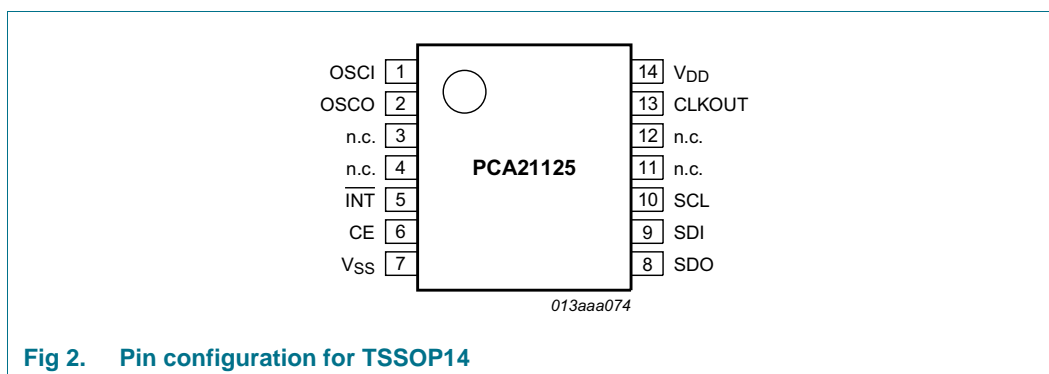 OSCI 1 14 VDD
OSCO 2 13 CLKOUT
n.c. 3 12 n.c.
n.c. 4 PCA21125 11 n.c.
INT 5 10 SCL
CE 6 9 SDI
VSS 7 8 SDO
013aaa074
Fig 2. Pin configuration for TSSOP14